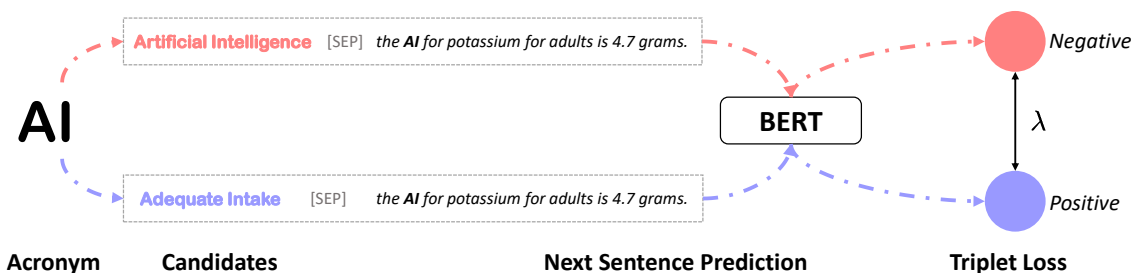 Artificial Intelligence [SEP] the AI for potassium for adults is 4.7 grams.
Negative
AI
BERT
λ
Adequate Intake [SEP] the AI for potassium for adults is 4.7 grams.
Positive
Acronym Candidates Next Sentence Prediction Triplet Loss